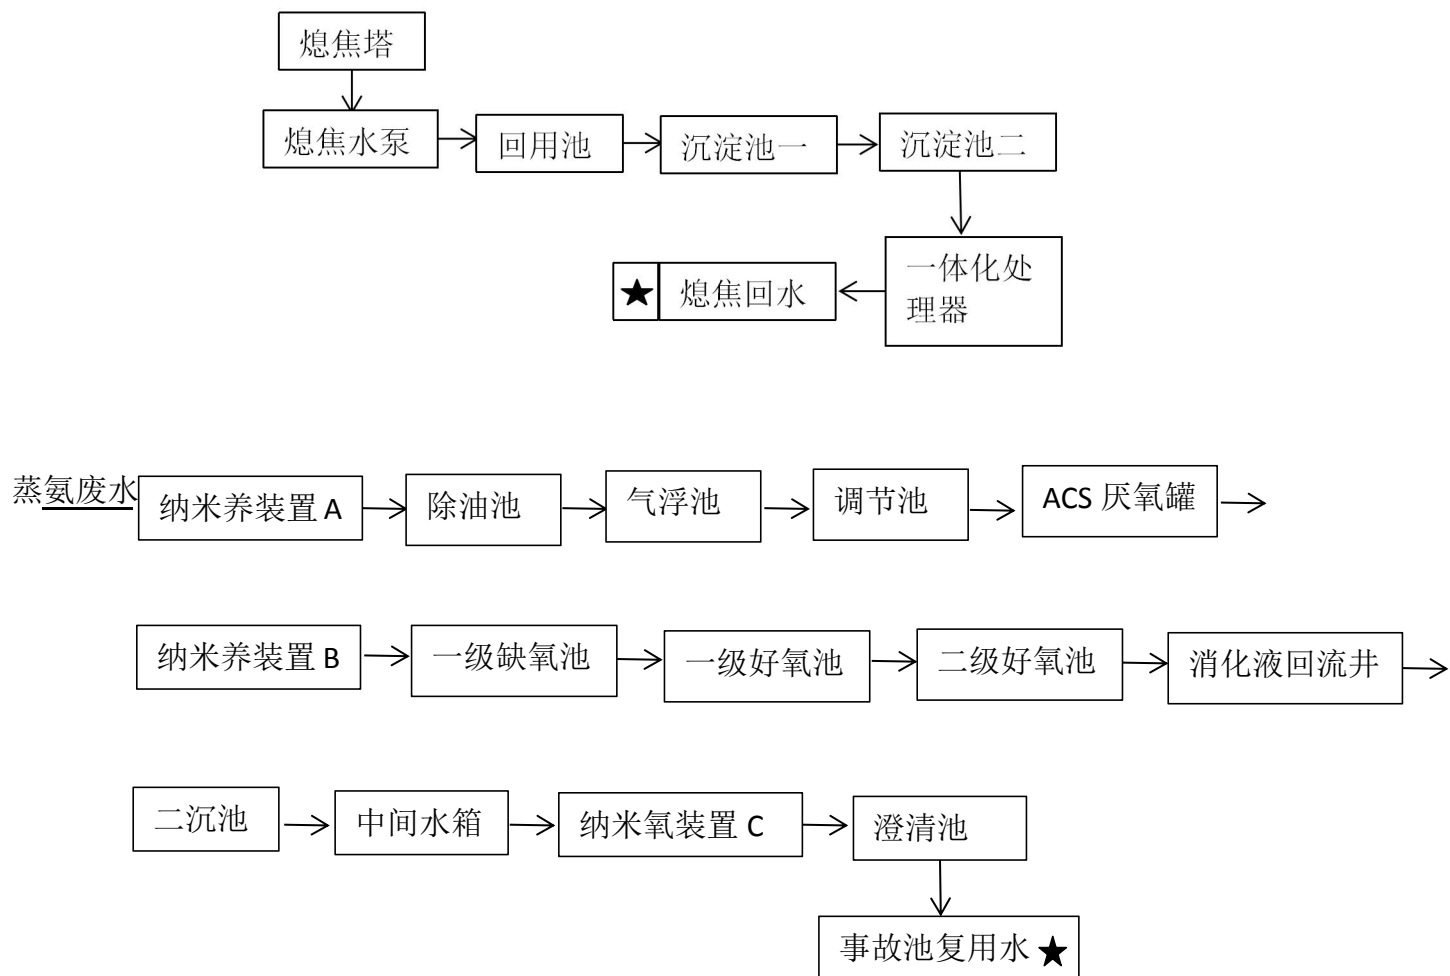 熄焦塔
熄焦水泵
回用池
沉淀池一
沉淀池二
一体化处
理器
★ 熄焦回水
蒸氨废水
纳米养装置 A
除油池
气浮池
调节池
ACS 厌氧罐
纳米养装置 B
一级缺氧池
一级好氧池
二级好氧池
消化液回流井
二沉池
中间水箱
纳米氧装置 C
澄清池
事故池复用水★